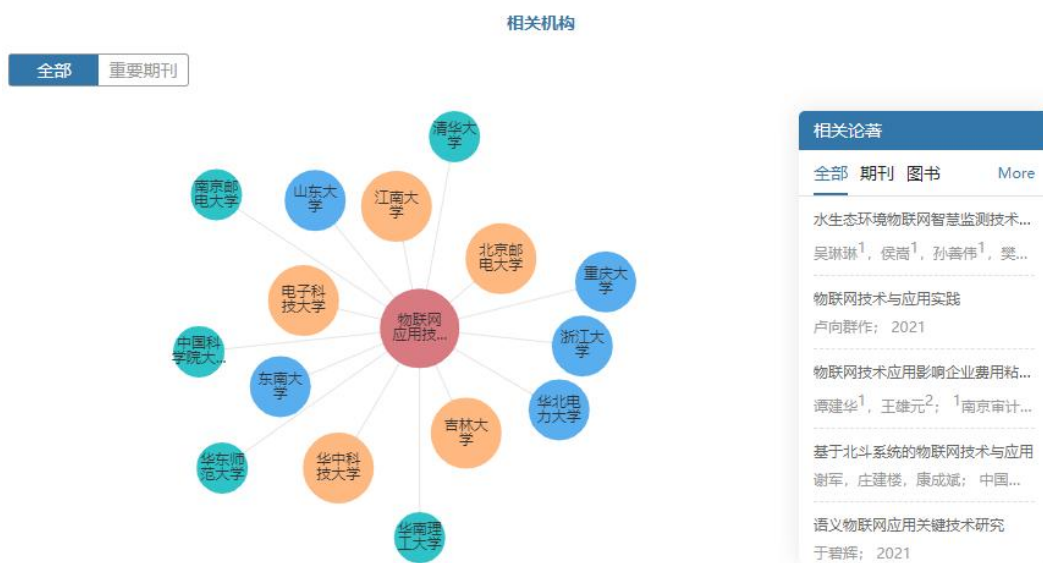 相关机构
全部
重要期刊
清华大
学
南京邮
电大学
山东大
学
江南大
学
北京邮
电大学
重庆大
学
电子科
技大学
物联网
应用技...
浙江大
学
中国科
学院大...
东南大
学
华北电
力大学
吉林大
学
华东师
范大学
华中科
技大学
华南理
工大学
相关论著
全部 期刊 图书 More
水生态环境物联网智慧监测技术...
吴琳琳1, 侯嵩1, 孙善伟1, 樊...
物联网技术与应用实践
卢向群作; 2021
物联网技术应用影响企业费用粘...
谭建华1, 王雄元2; 1南京审计...
基于北斗系统的物联网技术与应用
谢军, 庄建楼, 康成斌; 中国...
语义物联网应用关键技术研究
于碧辉; 2021